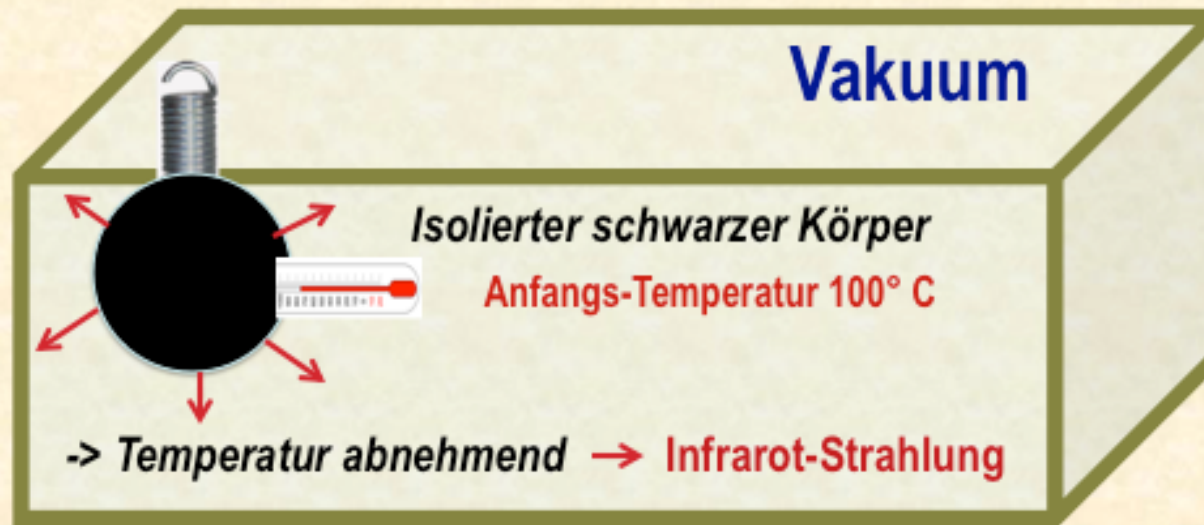 Vakuum
Isolierter schwarzer Körper
Anfangs-Temperatur 100° C
-> Temperatur abnehmend → Infrarot-Strahlung